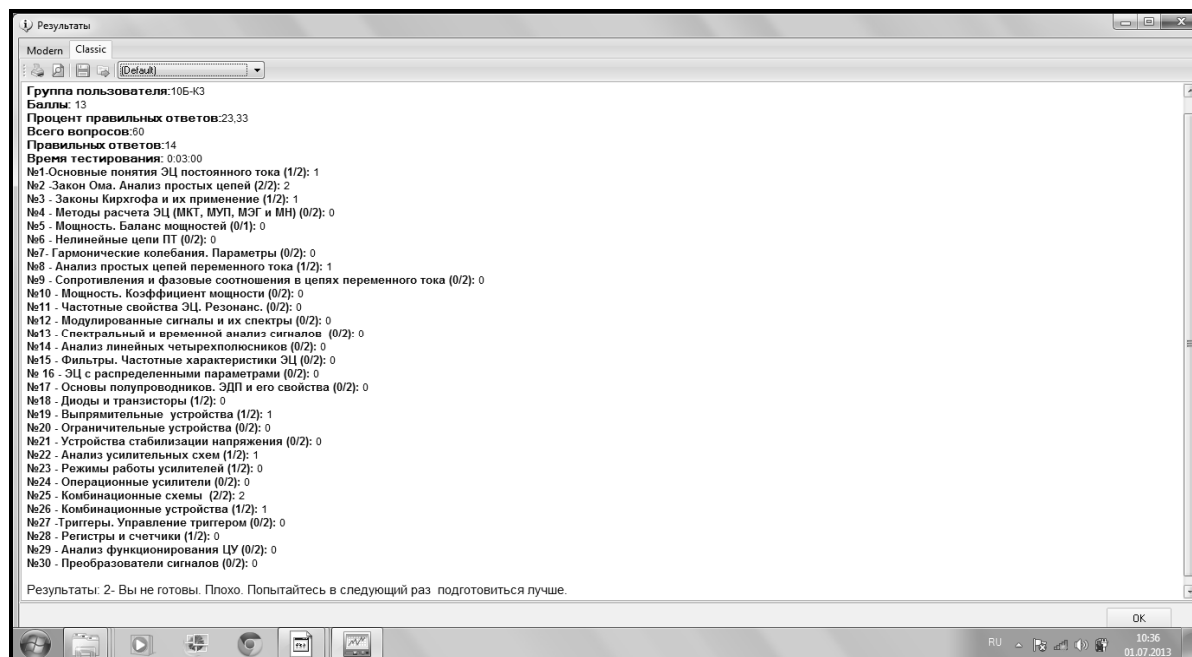 Результаты
Modern Classic
(Default)
Группа пользователя:10Б-К3
Баллы: 13
Процент правильных ответов:23,33
Всего вопросов:60
Правильных ответов:14
Время тестирования: 0:03:00
№1-Основные понятия ЭЦ постоянного тока (1/2): 1
№2 -Закон Ома. Анализ простых цепей (2/2): 2
№3 - Законы Кирхгофа и их применение (1/2): 1
№4 - Методы расчета ЭЦ (МКТ, МУП, МЭГ и МН) (0/2): 0
№5 - Мощность. Баланс мощностей (0/1): 0
№6 - Нелинейные цепи ПТ (0/2): 0
№7- Гармонические колебания. Параметры (0/2): 0
№8 - Анализ простых цепей переменного тока (1/2): 1
№9 - Сопротивления и фазовые соотношения в цепях переменного тока (0/2): 0
№10 - Мощность. Коэффициент мощности (0/2): 0
№11 - Частотные свойства ЭЦ. Резонанс. (0/2): 0
№12 - Модулированные сигналы и их спектры (0/2): 0
№13 - Спектральный и временной анализ сигналов (0/2): 0
№14 - Анализ линейных четырехполюсников (0/2): 0
№15 - Фильтры. Частотные характеристики ЭЦ (0/2): 0
№ 16 - ЭЦ с распределенными параметрами (0/2): 0
№17 - Основы полупроводников. ЭДП и его свойства (0/2): 0
№18 - Диоды и транзисторы (1/2): 0
№19 - Выпрямительные устройства (1/2): 1
№20 - Ограничительные устройства (0/2): 0
№21 - Устройства стабилизации напряжения (0/2): 0
№22 - Анализ усилительных схем (1/2): 1
№23 - Режимы работы усилителей (1/2): 0
№24 - Операционные усилители (0/2): 0
№25 - Комбинационные схемы (2/2): 2
№26 - Комбинационные устройства (1/2): 1
№27 -Триггеры. Управление триггером (0/2): 0
№28 - Регистры и счетчики (1/2): 0
№29 - Анализ функционирования ЦУ (0/2): 0
№30 - Преобразователи сигналов (0/2): 0
Результаты: 2- Вы не готовы. Плохо. Попытайтесь в следующий раз подготовиться лучше.
OK
RU 10:36
01.07.2013